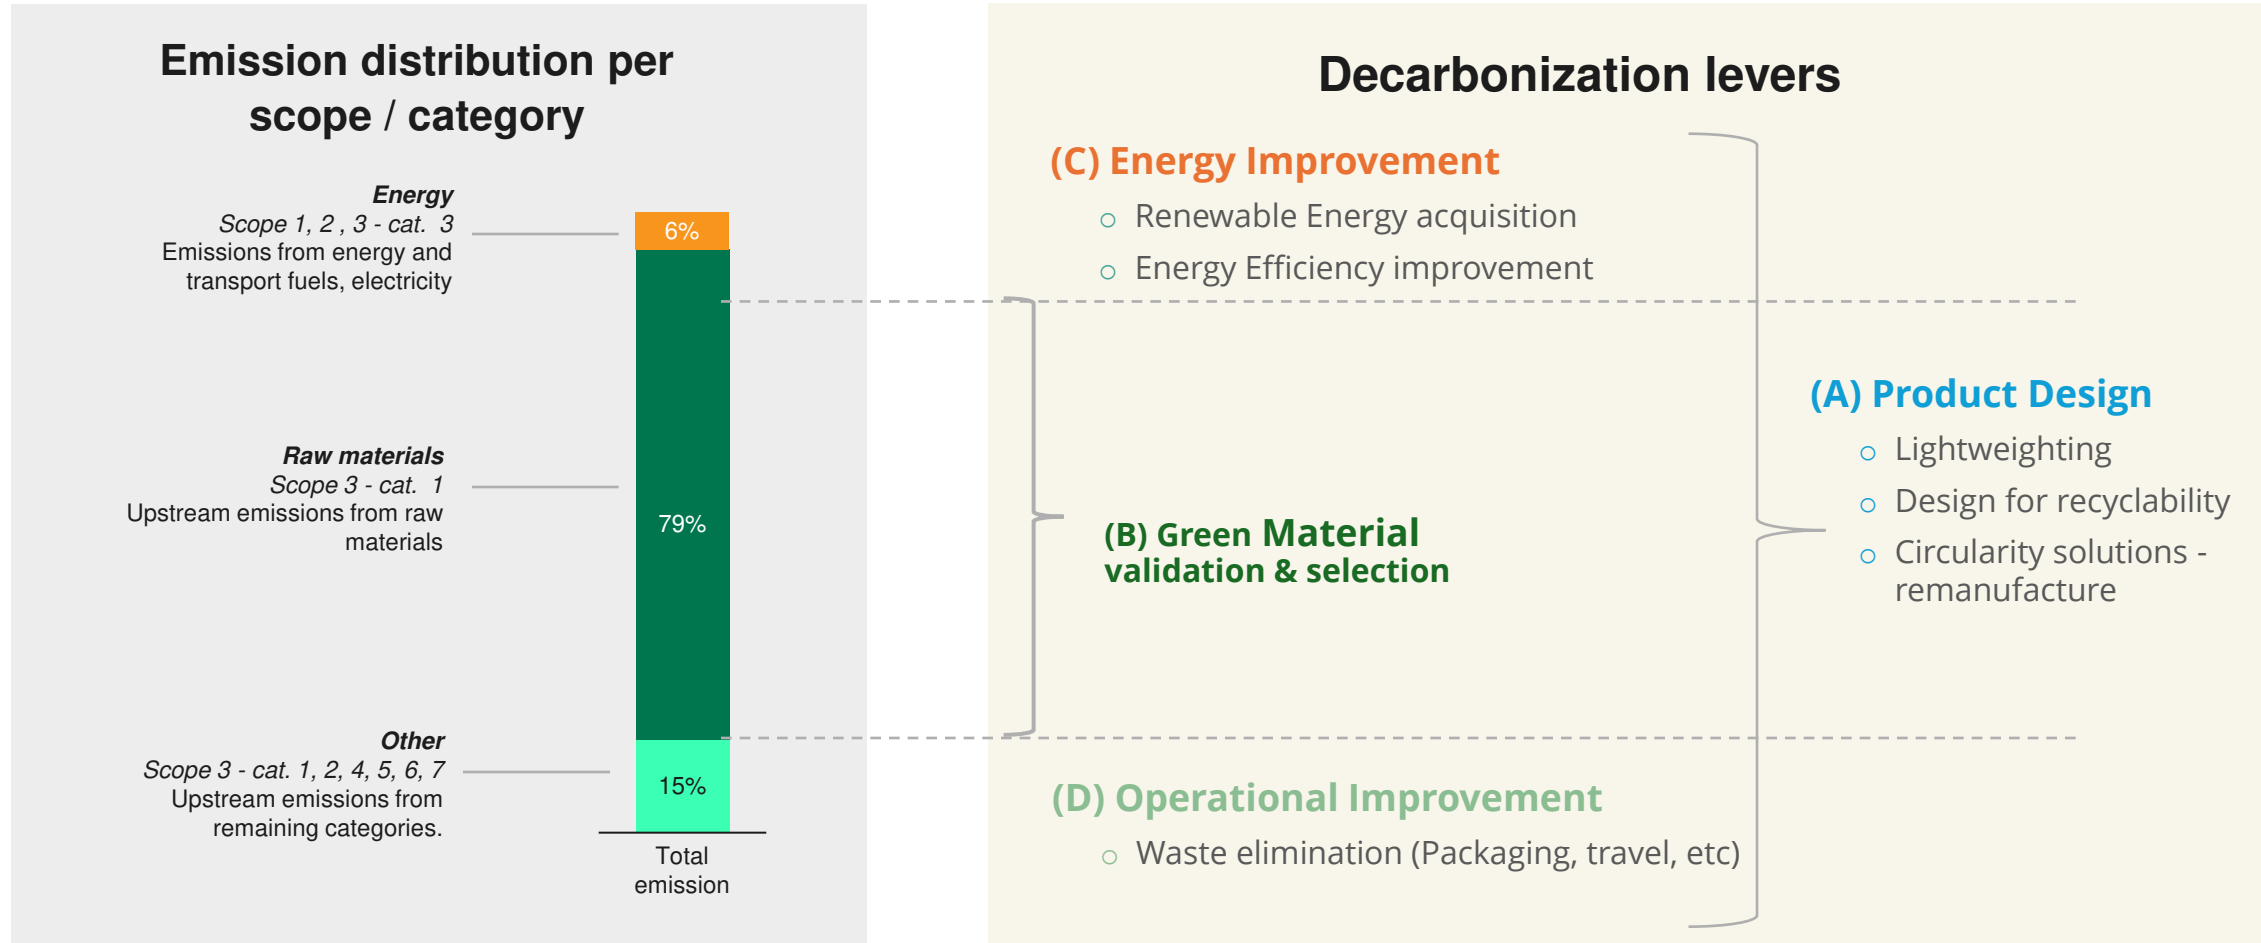 Emission distribution per
scope / category
Energy
Scope 1, 2 , 3 - cat. 3
Emissions from energy and
transport fuels, electricity
6%
Raw materials
Scope 3 - cat. 1
Upstream emissions from raw
materials
79%
Other
Scope 3 - cat. 1, 2, 4, 5, 6, 7
Upstream emissions from
remaining categories.
15%
Total
emission
Decarbonization levers
(C) Energy Improvement
Renewable Energy acquisition
Energy Efficiency improvement
(B) Green Material
validation & selection
(D) Operational Improvement
Waste elimination (Packaging, travel, etc)
(A) Product Design
Lightweighting
Design for recyclability
Circularity solutions -
remanufacture